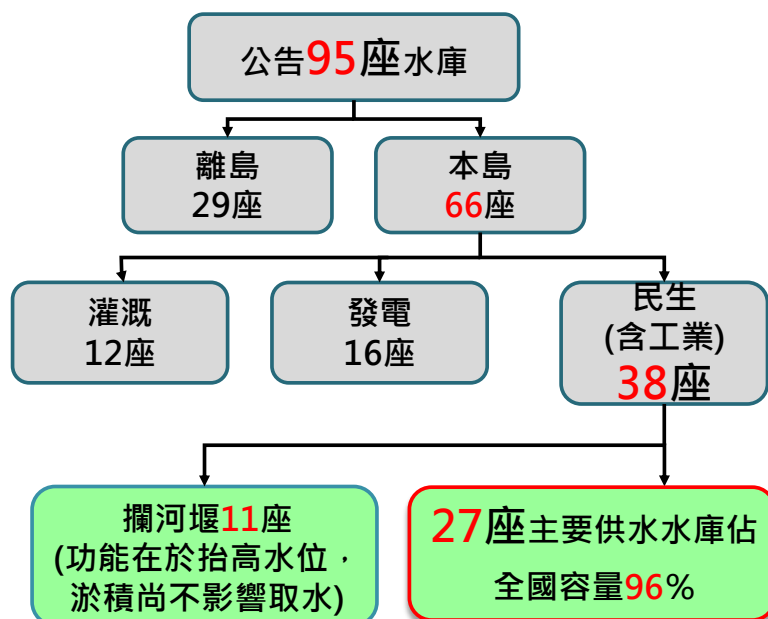 公告95座水庫
離島
29座
本島
66座
灌溉
12座
發電
16座
民生
(含工業)
38座
攔河堰11座
(功能在於抬高水位，
淤積尚不影響取水)
27座主要供水水庫佔
全國容量96%